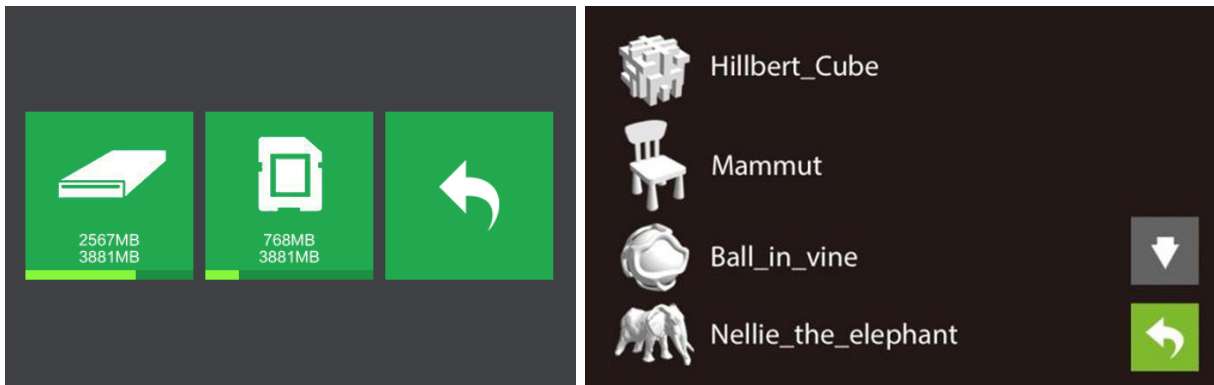 2567MB
3881MB
768MB
3881MB
Hillbert_Cube
Mammut
Ball_in_vine
Nellie_the_elephant